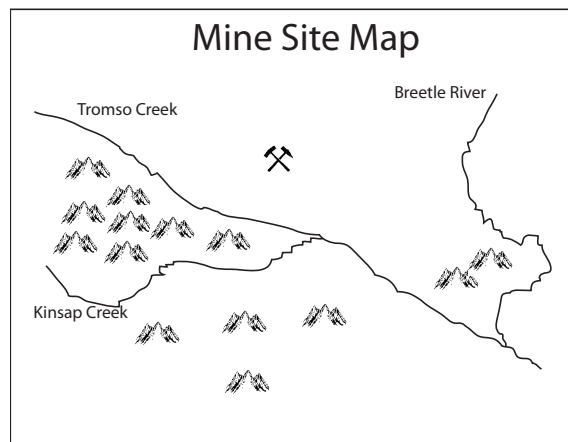 Mine Site Map
Breetle River
Tromso Creek
Kinsap Creek